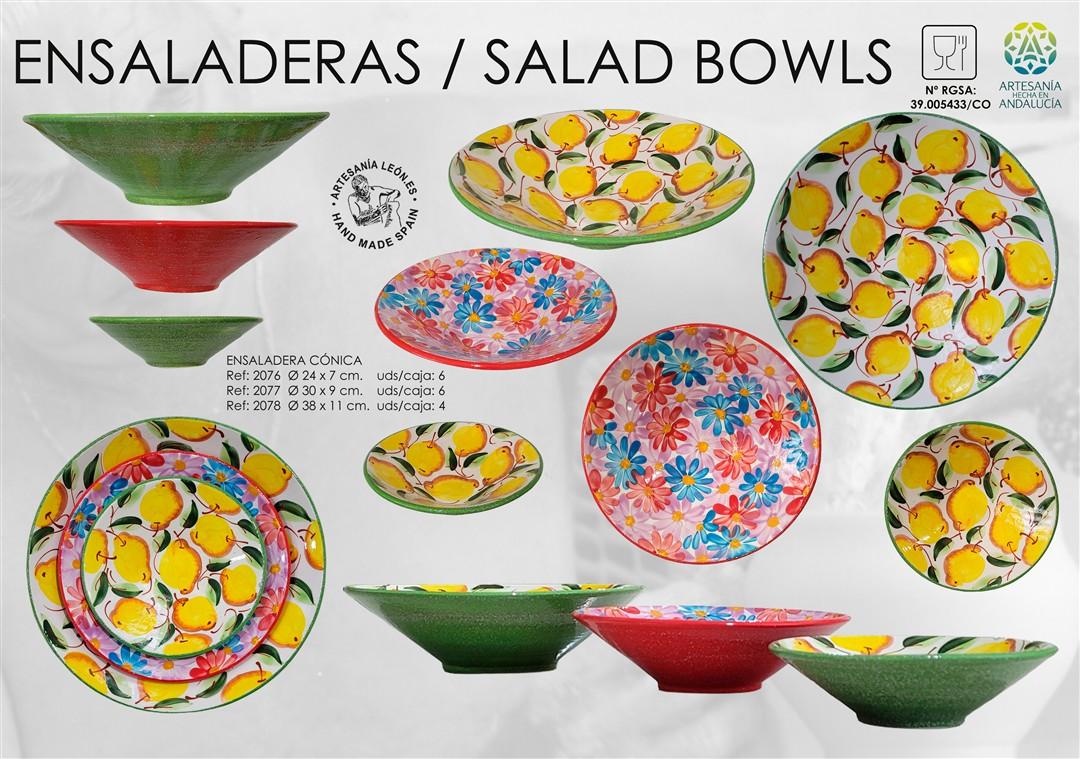 ENSALADERAS / SALAD BOWLS
Nº RGSA:
39.005433/CO
ARTESANÍA
HECHA EN
ANDALUCÍA
• ARTESANÍA LEÓN.ES •
HAND MADE SPAIN
ENSALADERA CÓNICA
Ref: 2076 Ø 24 x 7 cm. uds/caja: 6
Ref: 2077 Ø 30 x 9 cm. uds/caja: 6
Ref: 2078 Ø 38 x 11 cm. uds/caja: 4